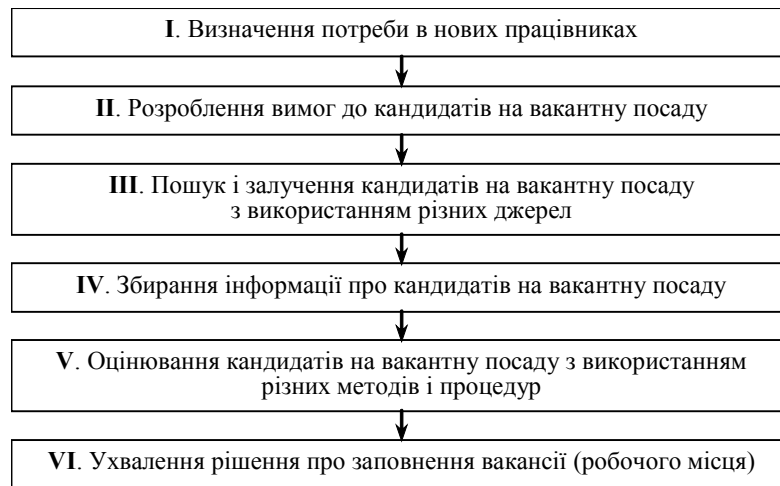 I. Визначення потреби в нових працівниках
II. Розроблення вимог до кандидатів на вакантну посаду
III. Пошук і залучення кандидатів на вакантну посаду
з використанням різних джерел
IV. Збирання інформації про кандидатів на вакантну посаду
V. Оцінювання кандидатів на вакантну посаду з використанням
різних методів і процедур
VI. Ухвалення рішення про заповнення вакансії (робочого місця)